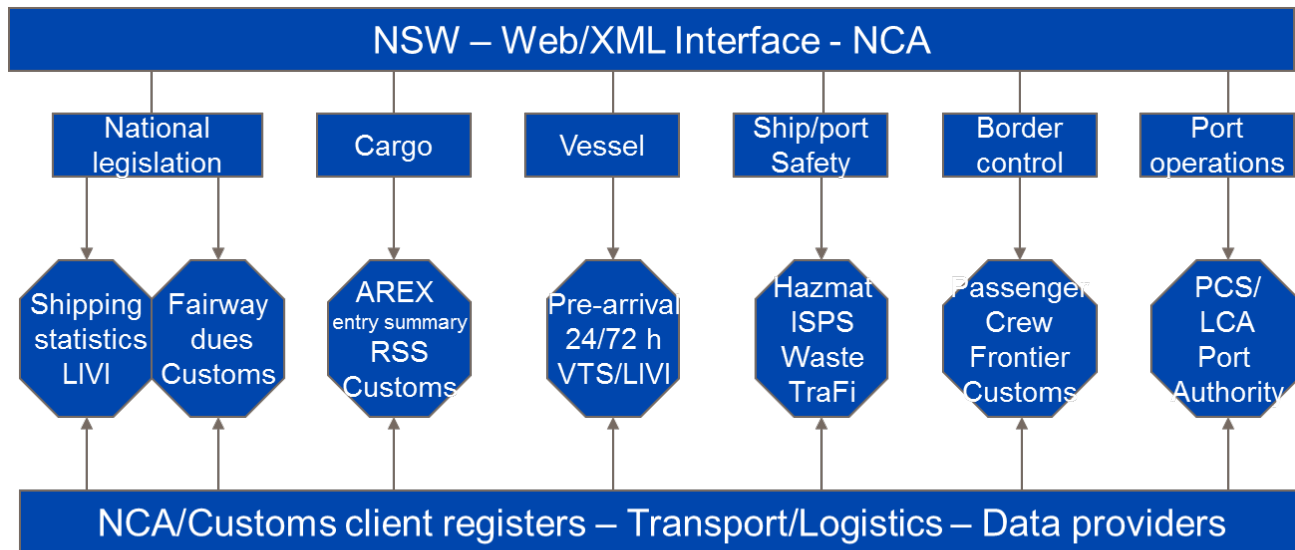 NSW – Web/XML Interface - NCA
National
legislation
Cargo
Vessel
Ship/port
Safety
Border
control
Port
operations
Shipping
statistics
LIVI
Fairway
dues
Customs
AREX
entry summary
RSS
Customs
Pre-arrival
24/72 h
VTS/LIVI
Hazmat
ISPS
Waste
TraFi
Passenger
Crew
Frontier
Customs
PCS/
LCA
Port
Authority
NCA/Customs client registers – Transport/Logistics – Data providers